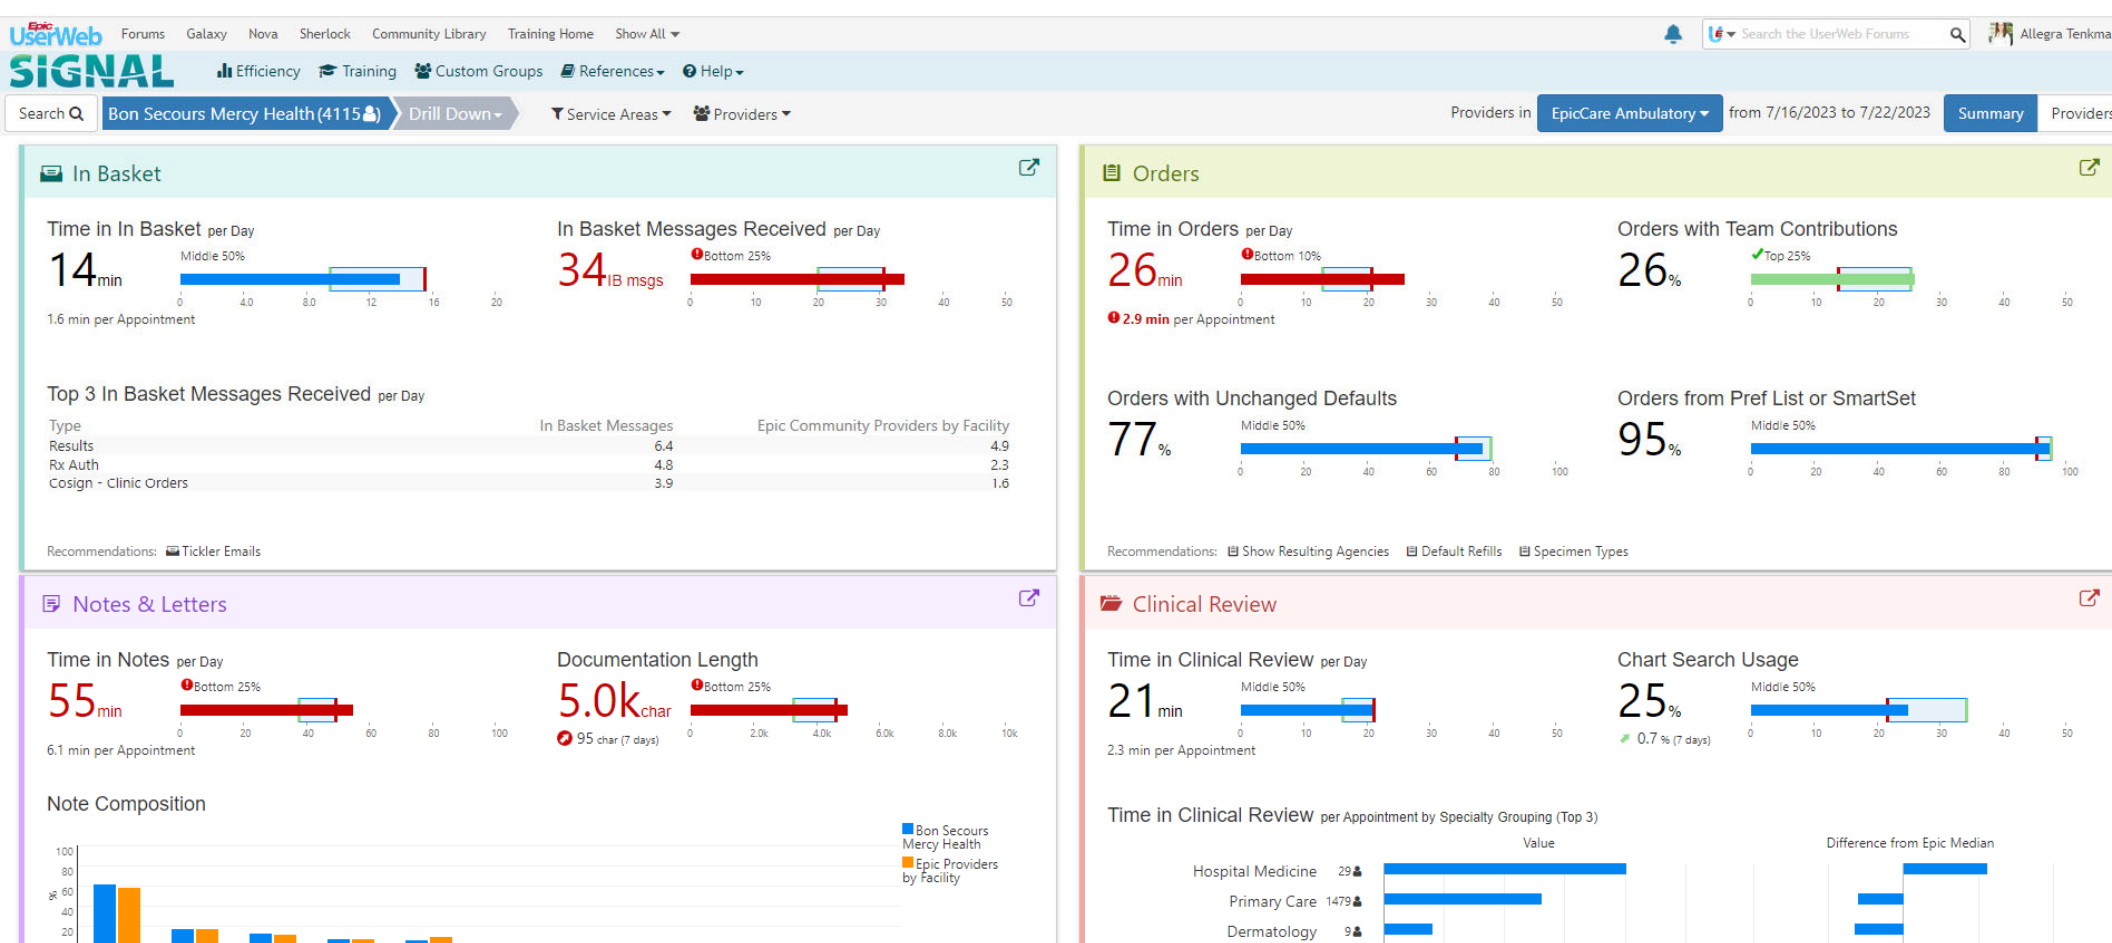 Epic
UserWeb Forums Galaxy Nova Sherlock Community Library Training Home Show All Search the UserWeb Forums Allegra Tenkma
SIGNAL Efficiency Training Custom Groups References Help
Search Bon Secours Mercy Health (4115) Drill Down Service Areas Providers Providers in EpicCare Ambulatory from 7/16/2023 to 7/22/2023 Summary Providers
In Basket
Time in In Basket per Day
14 min
Middle 50%
0 4.0 8.0 12 16 20
1.6 min per Appointment
In Basket Messages Received per Day
34 IB msgs
Bottom 25%
0 10 20 30 40 50
Top 3 In Basket Messages Received per Day
Type In Basket Messages Epic Community Providers by Facility
Results 6.4 4.9
Rx Auth 4.8 2.3
Cosign - Clinic Orders 3.9 1.6
Recommendations: Tickler Emails
Orders
Time in Orders per Day
26 min
Bottom 10%
0 10 20 30 40 50
2.9 min per Appointment
Orders with Team Contributions
26 %
Top 25%
0 10 20 30 40 50
Orders with Unchanged Defaults
77 %
Middle 50%
0 20 40 60 80 100
Orders from Pref List or SmartSet
95 %
Middle 50%
0 20 40 60 80 100
Recommendations: Show Resulting Agencies Default Refills Specimen Types
Notes & Letters
Time in Notes per Day
55 min
Bottom 25%
0 20 40 60 80 100
6.1 min per Appointment
Documentation Length
5.0k char
Bottom 25%
0 2.0k 4.0k 6.0k 8.0k 10k
95 char (7 days)
Note Composition
Bon Secours
Mercy Health
Epic Providers
by Facility
100
80
% 60
40
20
Clinical Review
Time in Clinical Review per Day
21 min
Middle 50%
0 10 20 30 40 50
2.3 min per Appointment
Chart Search Usage
25 %
Middle 50%
0 10 20 30 40 50
0.7 % (7 days)
Time in Clinical Review per Appointment by Specialty Grouping (Top 3)
Value Difference from Epic Median
Hospital Medicine 29
Primary Care 1479
Dermatology 9